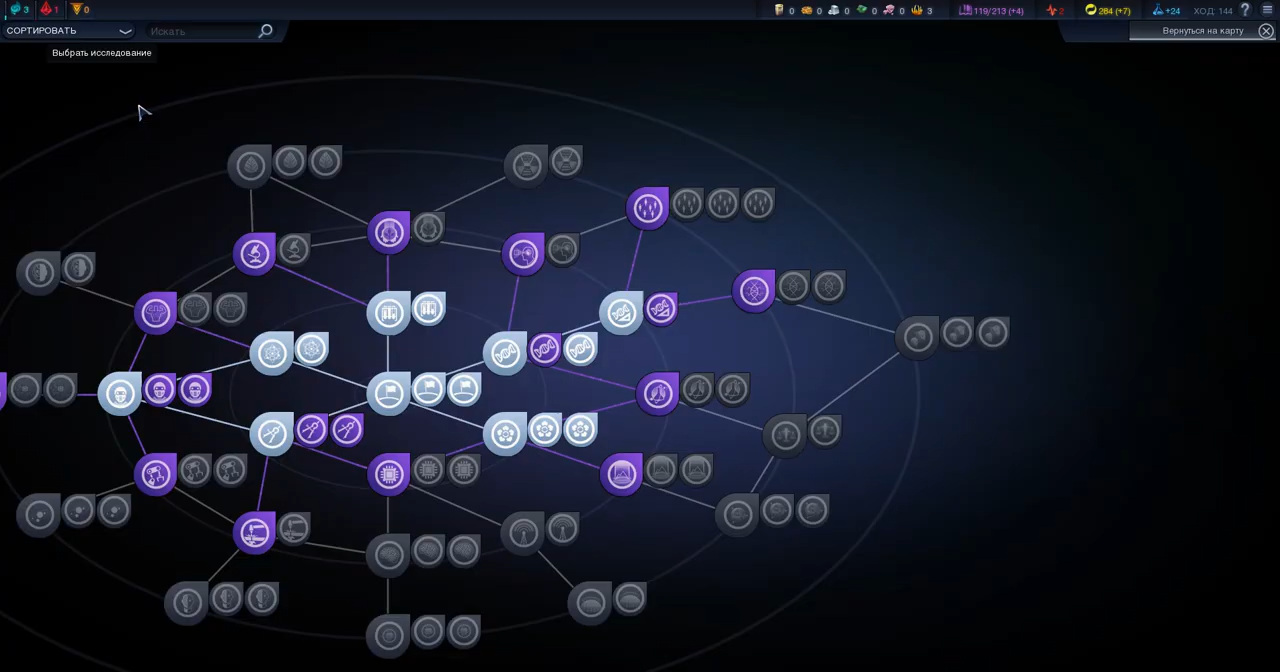 3 1 0 0 0 0 0 0 3 119/213 (+4) 2 284 (+7) +24 ХОД: 144 ?
СОРТИРОВАТЬ Искать Вернуться на карту
Выбрать исследование